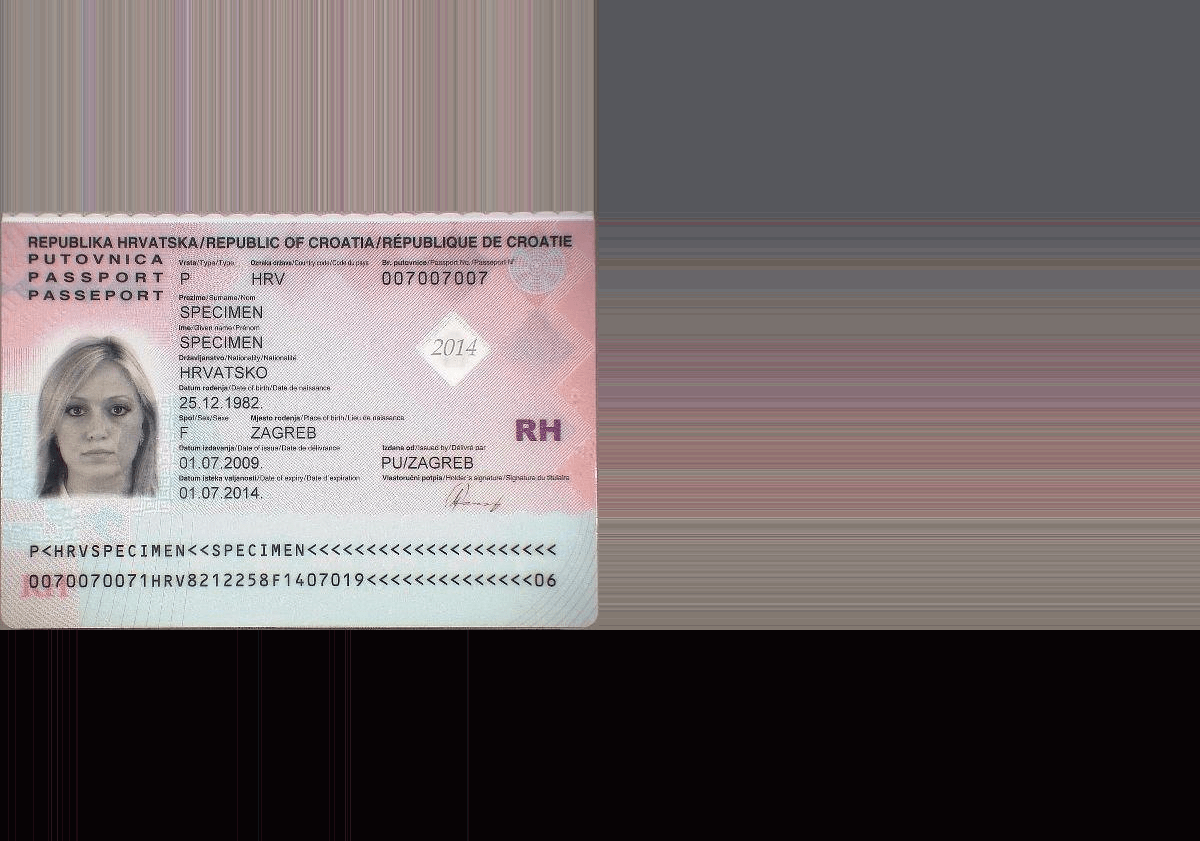 REPUBLIKA HRVATSKA/REPUBLIC OF CROATIA/RÉPUBLIQUE DE CROATIE
PUTOVNICA
PASSPORT
PASSEPORT
Vrsta/Type/Type Oznaka države/Country code/Code du pays Br. putovnice/Passport No./Passeport N°
P HRV 007007007
Prezime/Surname/Nom
SPECIMEN
Ime/Given name/Prénom
SPECIMEN
Državljanstvo/Nationality/Nationalité
HRVATSKO
Datum rođenja/Date of birth/Date de naissance
25.12.1982.
Spol/Sex/Sexe Mjesto rođenja/Place of birth/Lieu de naissance
F ZAGREB
Datum izdavanja/Date of issue/Date de délivrance Izdana od/Issued by/Délivré par
01.07.2009. PU/ZAGREB
Datum isteka valjanosti/Date of expiry/Date d'expiration Vlastoručni potpis/Holder's signature/Signature du titulaire
01.07.2014.
2014
RH
P<HRVSPECIMEN<<SPECIMEN<<<<<<<<<<<<<<<<<<<<<
0070070071HRV8212258F1407019<<<<<<<<<<<<<<06
RH